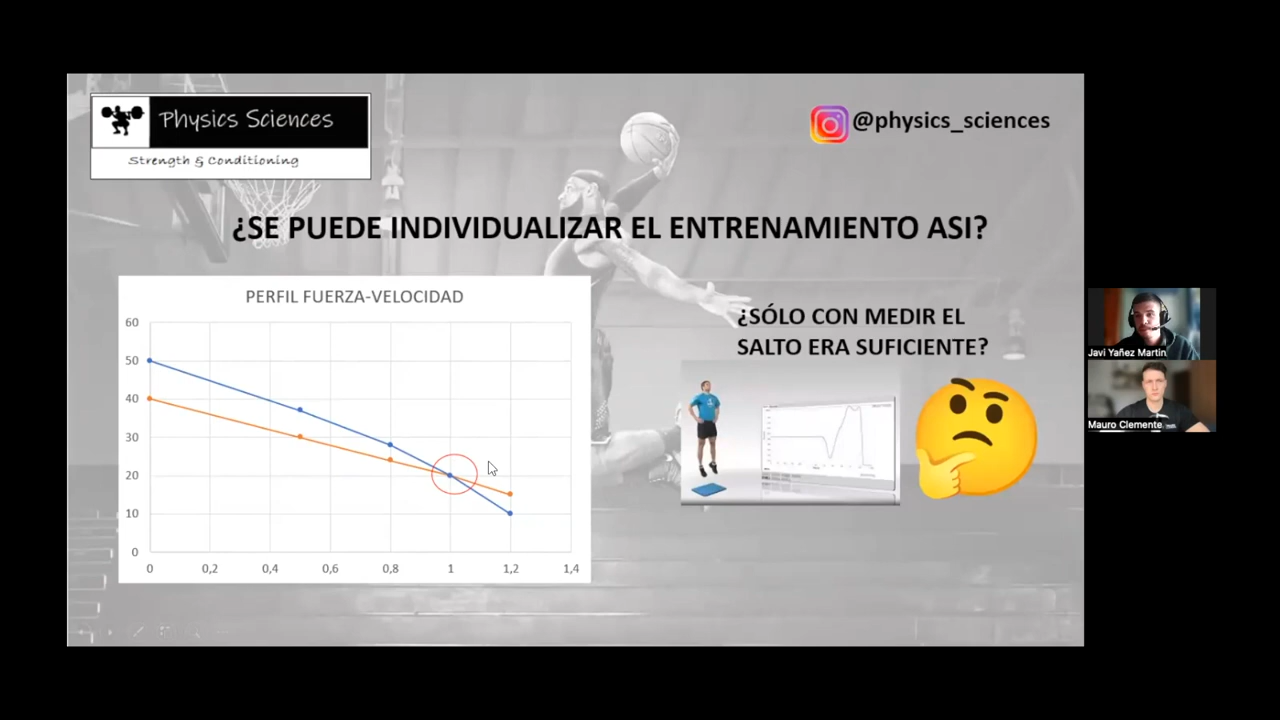 Physics Sciences
Strength & Conditioning
@physics_sciences
¿SE PUEDE INDIVIDUALIZAR EL ENTRENAMIENTO ASI?
PERFIL FUERZA-VELOCIDAD
60
50
40
30
20
10
0
0 0,2 0,4 0,6 0,8 1 1,2 1,4
¿SÓLO CON MEDIR EL
SALTO ERA SUFICIENTE?
Javi Yañez Martin
Mauro Clemente